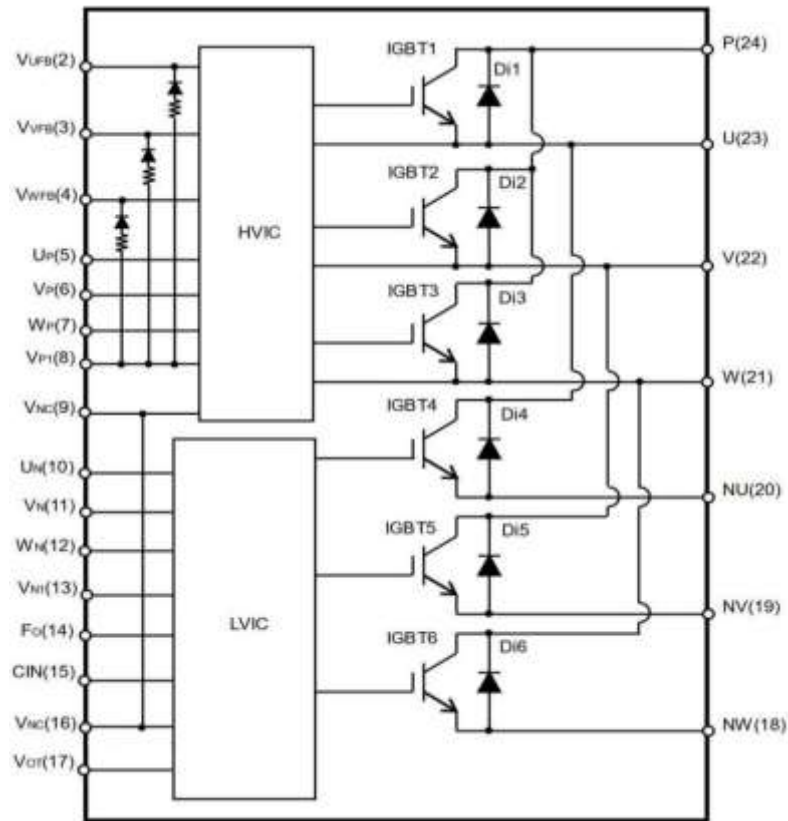 VUFB(2)
VVFB(3)
VWFB(4)
UP(5)
VP(6)
WP(7)
VP1(8)
VNC(9)
UN(10)
VN(11)
WN(12)
VN1(13)
FO(14)
CIN(15)
VNC(16)
VOT(17)
HVIC
LVIC
IGBT1
Di1
IGBT2
Di2
IGBT3
Di3
IGBT4
Di4
IGBT5
Di5
IGBT6
Di6
P(24)
U(23)
V(22)
W(21)
NU(20)
NV(19)
NW(18)